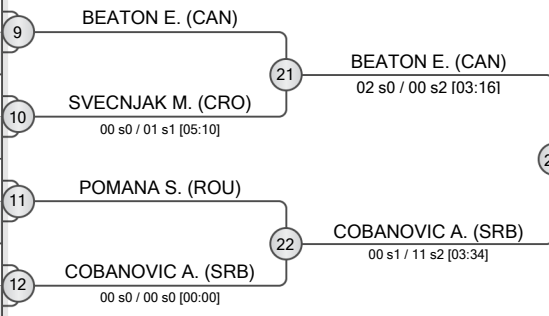 BEATON E. (CAN)
9
21
BEATON E. (CAN)
02 s0 / 00 s2 [03:16]
SVECNJAK M. (CRO)
10
00 s0 / 01 s1 [05:10]
POMANA S. (ROU)
11
22
COBANOVIC A. (SRB)
00 s1 / 11 s2 [03:34]
COBANOVIC A. (SRB)
12
00 s0 / 00 s0 [00:00]